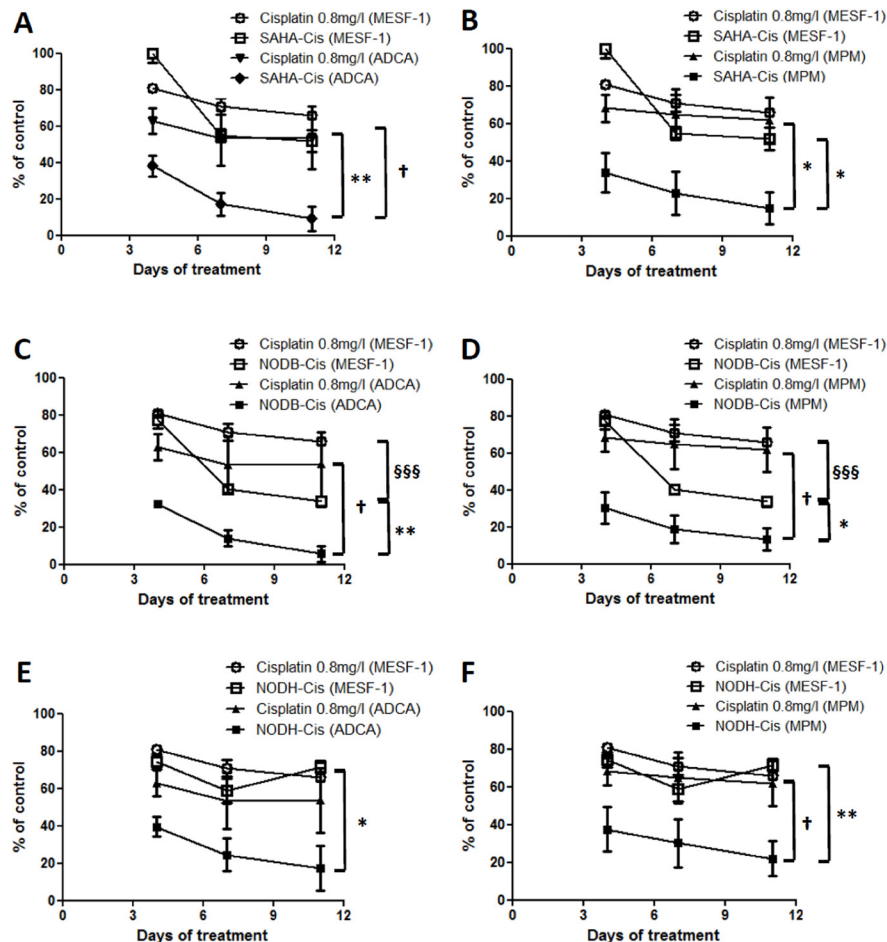 A
Cisplatin 0.8mg/l (MESF-1)
SAHA-Cis (MESF-1)
Cisplatin 0.8mg/l (ADCA)
SAHA-Cis (ADCA)
% of control
100
80
60
40
20
0
0 3 6 9 12
Days of treatment
** †
B
Cisplatin 0.8mg/l (MESF-1)
SAHA-Cis (MESF-1)
Cisplatin 0.8mg/l (MPM)
SAHA-Cis (MPM)
% of control
100
80
60
40
20
0
0 3 6 9 12
Days of treatment
* *
C
Cisplatin 0.8mg/l (MESF-1)
NODB-Cis (MESF-1)
Cisplatin 0.8mg/l (ADCA)
NODB-Cis (ADCA)
% of control
100
80
60
40
20
0
0 3 6 9 12
Days of treatment
§§§
†
**
D
Cisplatin 0.8mg/l (MESF-1)
NODB-Cis (MESF-1)
Cisplatin 0.8mg/l (MPM)
NODB-Cis (MPM)
% of control
100
80
60
40
20
0
0 3 6 9 12
Days of treatment
§§§
†
*
E
Cisplatin 0.8mg/l (MESF-1)
NODH-Cis (MESF-1)
Cisplatin 0.8mg/l (ADCA)
NODH-Cis (ADCA)
% of control
100
80
60
40
20
0
0 3 6 9 12
Days of treatment
*
F
Cisplatin 0.8mg/l (MESF-1)
NODH-Cis (MESF-1)
Cisplatin 0.8mg/l (MPM)
NODH-Cis (MPM)
% of control
100
80
60
40
20
0
0 3 6 9 12
Days of treatment
† **